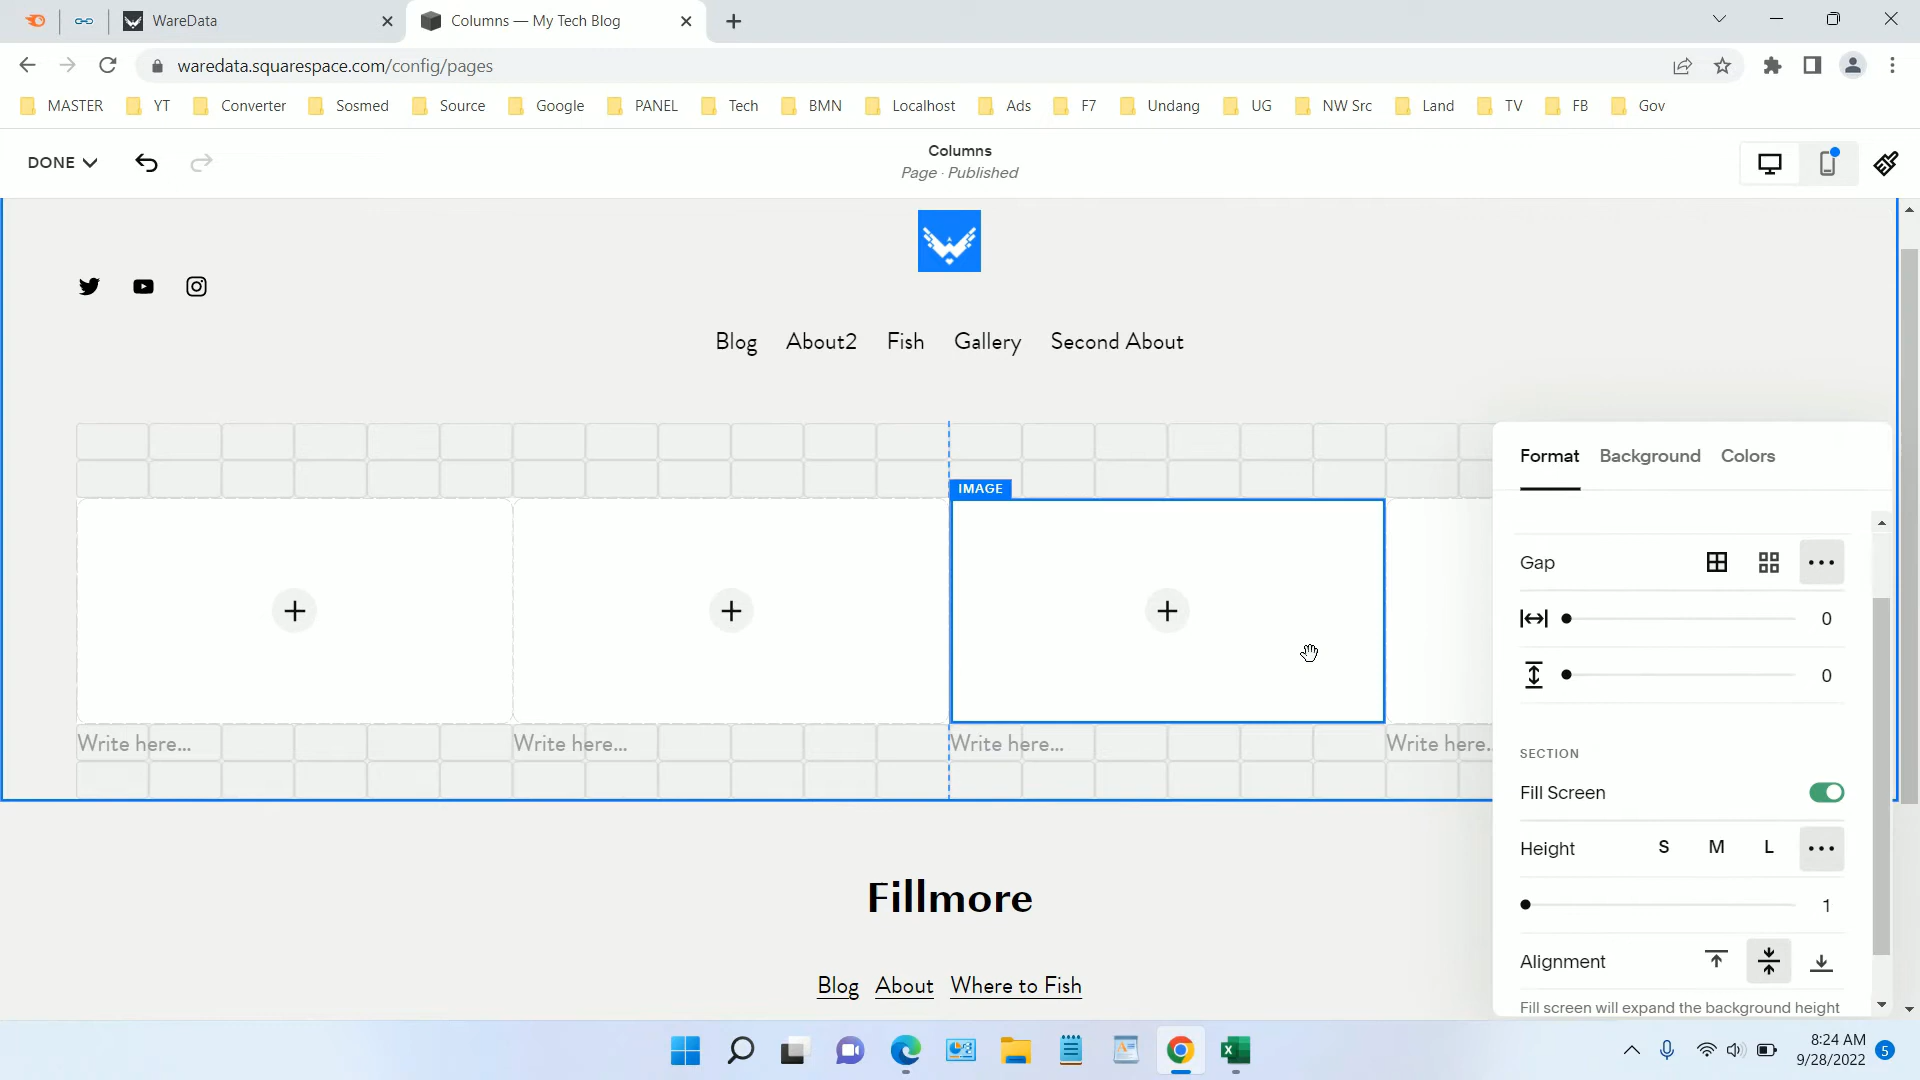 WareData
Columns — My Tech Blog
waredata.squarespace.com/config/pages
MASTER YT Converter Sosmed Source Google PANEL Tech BMN Localhost Ads F7 Undang UG NW Src Land TV FB Gov
DONE
Columns
Page · Published
Blog About2 Fish Gallery Second About
IMAGE
Write here...
Write here...
Write here...
Write here...
Format Background Colors
Gap
0
0
SECTION
Fill Screen
Height S M L
1
Alignment
Fill screen will expand the background height
Fillmore
Blog About Where to Fish
8:24 AM
9/28/2022
5